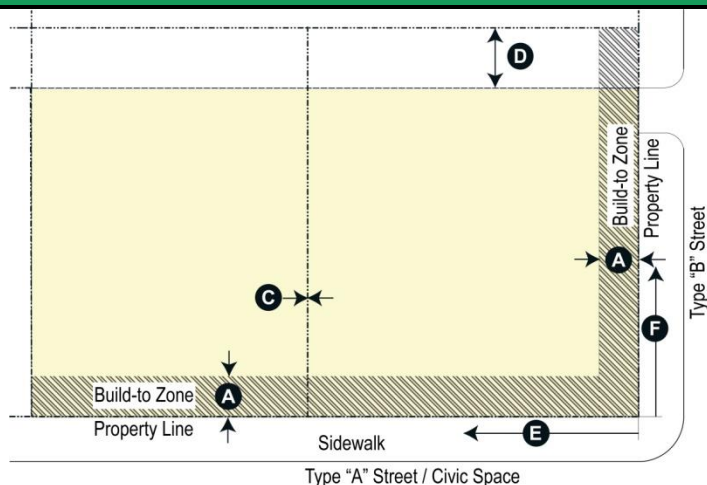 D
Build-to Zone
Property Line
Type "B" Street
A
C
F
A
Build-to Zone
Property Line
E
Sidewalk
Type "A" Street / Civic Space